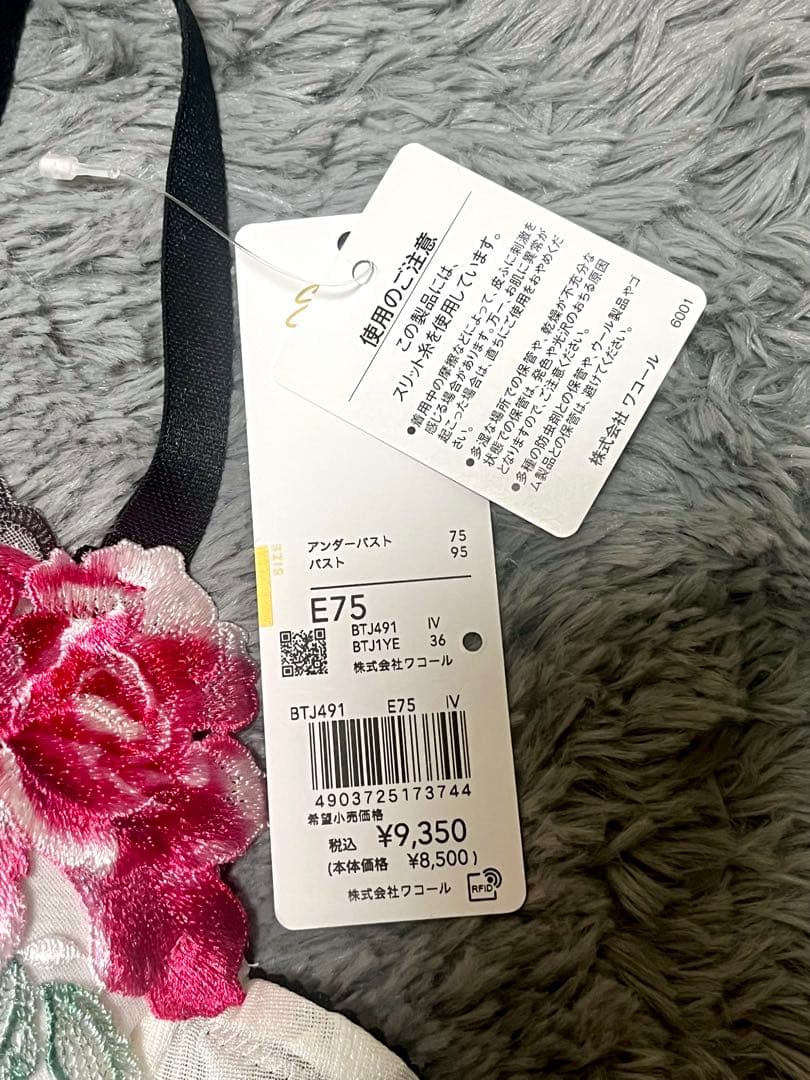 使用のご注意
この製品には、
スリット糸を使用しています。
●着用中の摩擦などによって、皮ふに刺激を
感じる場合があります。万一、お肌に異常が
起こった場合は、直ちにご使用をおやめくだ
さい。
●多湿な場所での保管や、乾燥が不充分な
状態での保管は、発色や光沢のおちる原因
となりますので、ご注意ください。
●多種の防虫剤との保管や、ウール製品やゴ
ム製品との保管は、避けてください。
株式会社 ワコール
6001
SIZE
アンダーバスト 75
バスト 95
E75
BTJ491 IV
BTJ1YE 36
株式会社ワコール
BTJ491 E75 IV
4903725173744
希望小売価格
税込 ¥9,350
(本体価格 ¥8,500)
株式会社ワコール
RFID